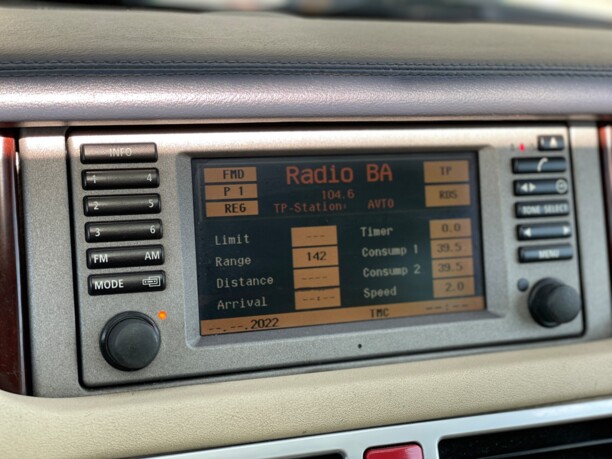 INFO
1 4
2 5
3 6
FM AM
MODE
FMD
P 1
REG
Radio BA
104.6
TP-Station: AVTO
TP
RDS
Limit ---
Range 142
Distance ---
Arrival --:--
Timer 0.0
Consump 1 39.5
Consump 2 39.5
Speed 2.0
--.--.2022 TMC --:--
TONE·SELECT
MENU